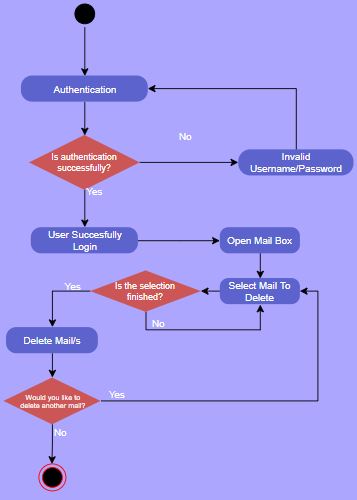 Authentication
No
Is authentication
successfully?
Invalid
Username/Password
Yes
User Succesfully
Login
Open Mail Box
Yes
Is the selection
finished?
Select Mail To
Delete
No
Delete Mail/s
Would you like to
delete another mail?
Yes
No